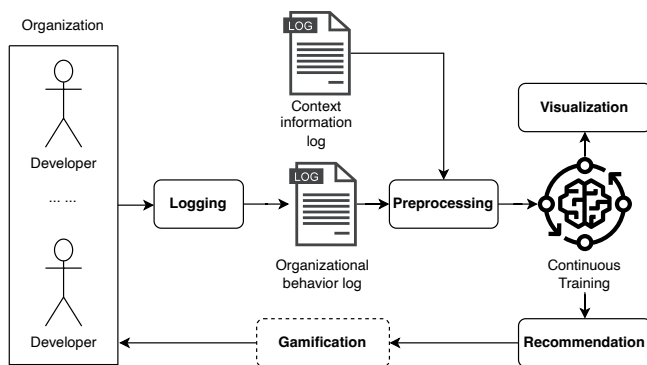 Organization
Developer
... ...
Developer
LOG
Context
information
log
Logging
LOG
Organizational
behavior log
Preprocessing
Visualization
Continuous
Training
Recommendation
Gamification